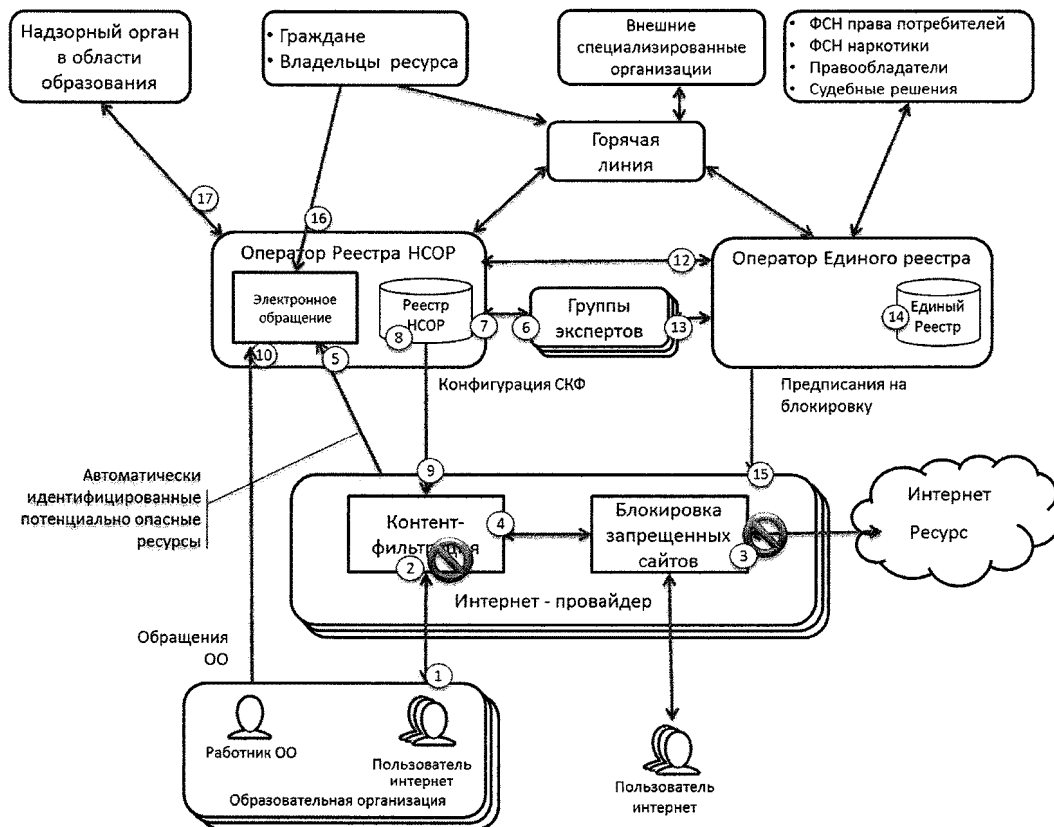 Надзорный орган
в области
образования
• Граждане
• Владельцы ресурса
Внешние
специализированные
организации
• ФСН права потребителей
• ФСН наркотики
• Правообладатели
• Судебные решения
Горячая
линия
17
16
Оператор Реестра НСОР
12
Оператор Единого реестра
Электронное
обращение
Реестр
НСОР
8
7
6
Группы
экспертов
13
14
Единый
Реестр
10
5
Конфигурация СКФ
Предписания на
блокировку
Автоматически
идентифицированные
потенциально опасные
ресурсы
9
15
Контент-
фильтрация
2
4
Блокировка
запрещенных
сайтов
3
Интернет
Ресурс
Интернет - провайдер
Обращения
ОО
1
Работник ОО
Пользователь
интернет
Образовательная организация
Пользователь
интернет